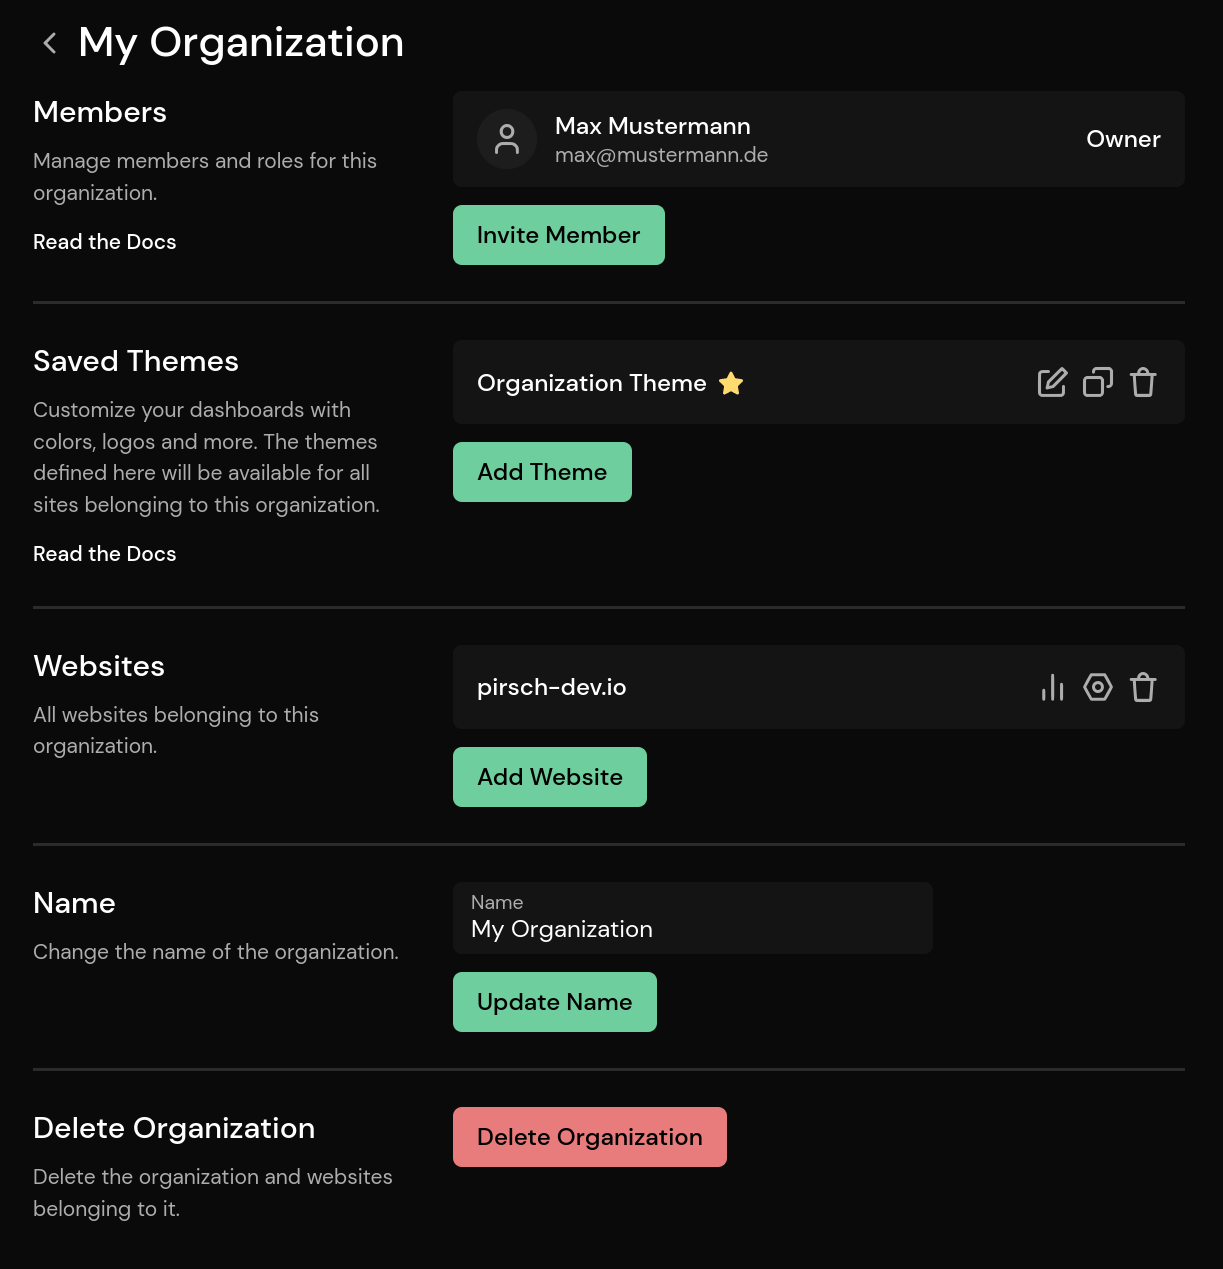 My Organization
Members
Manage members and roles for this
organization.
Read the Docs
Max Mustermann
max@mustermann.de
Owner
Invite Member
Saved Themes
Customize your dashboards with
colors, logos and more. The themes
defined here will be available for all
sites belonging to this organization.
Read the Docs
Organization Theme
Add Theme
Websites
All websites belonging to this
organization.
pirsch-dev.io
Add Website
Name
Change the name of the organization.
Name
My Organization
Update Name
Delete Organization
Delete the organization and websites
belonging to it.
Delete Organization